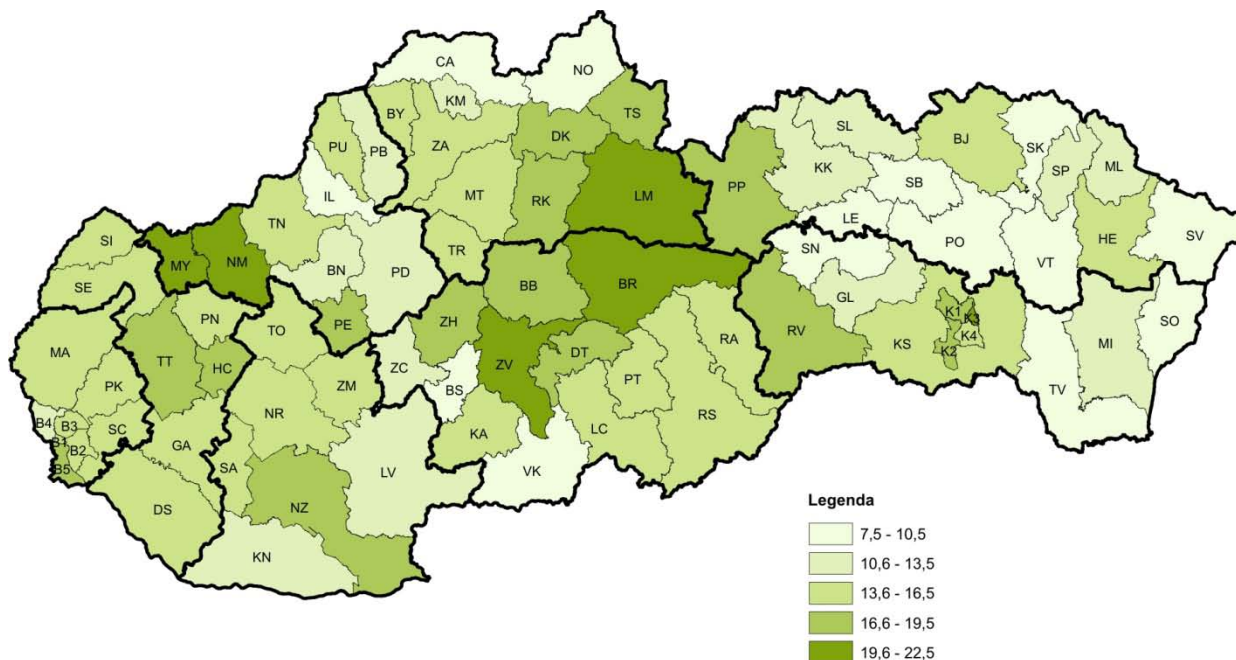 CA
NO
KM
BY
TS
DK
PU
PB
ZA
SL
BJ
SK
SP
ML
KK
PP
MT
RK
LM
IL
SB
LE
PO
HE
SV
VT
TN
SI
MY
NM
TR
SN
SE
BN
PD
BB
BR
GL
SO
PN
TO
PE
ZH
K1
K3
K4
K2
RV
KS
MI
MA
TT
HC
ZC
ZV
DT
RA
PK
ZM
BS
PT
TV
NR
B4
B3
SC
B1
B2
B5
GA
SA
KA
LC
RS
LV
VK
DS
NZ
KN
Legenda
7,5 - 10,5
10,6 - 13,5
13,6 - 16,5
16,6 - 19,5
19,6 - 22,5